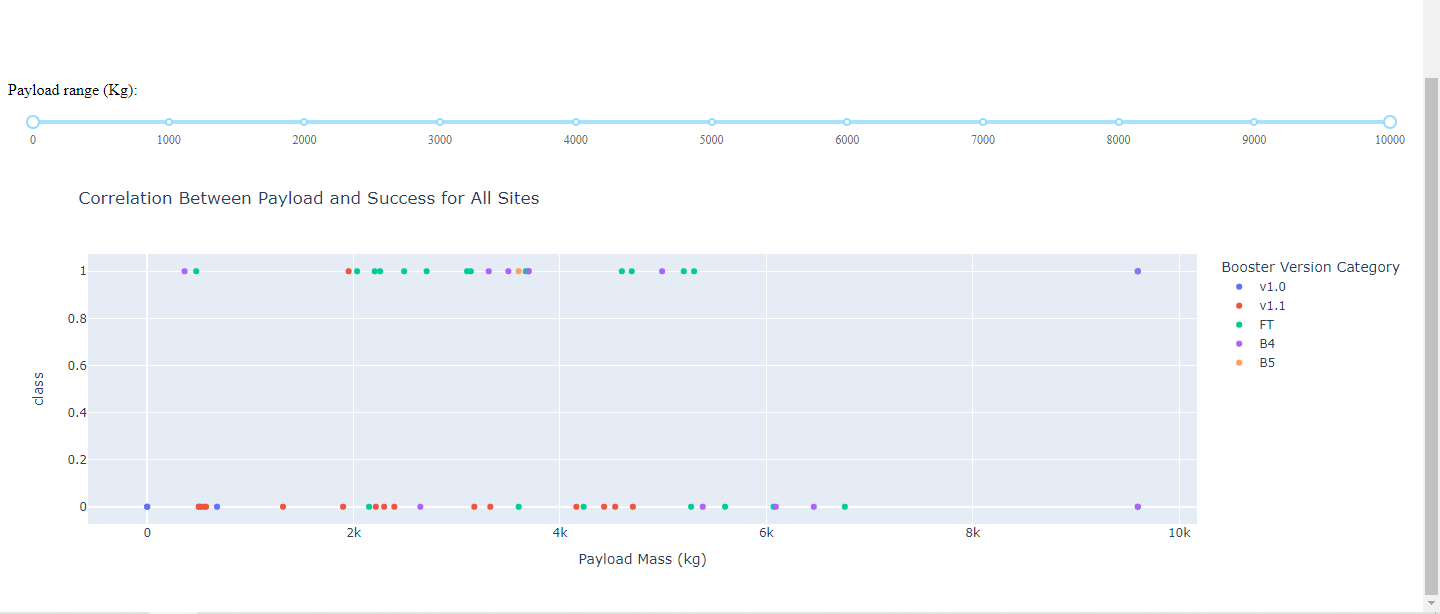 Payload range (Kg):
0 1000 2000 3000 4000 5000 6000 7000 8000 9000 10000
Correlation Between Payload and Success for All Sites
Booster Version Category
v1.0
v1.1
FT
B4
B5
class
1
0.8
0.6
0.4
0.2
0
0 2k 4k 6k 8k 10k
Payload Mass (kg)